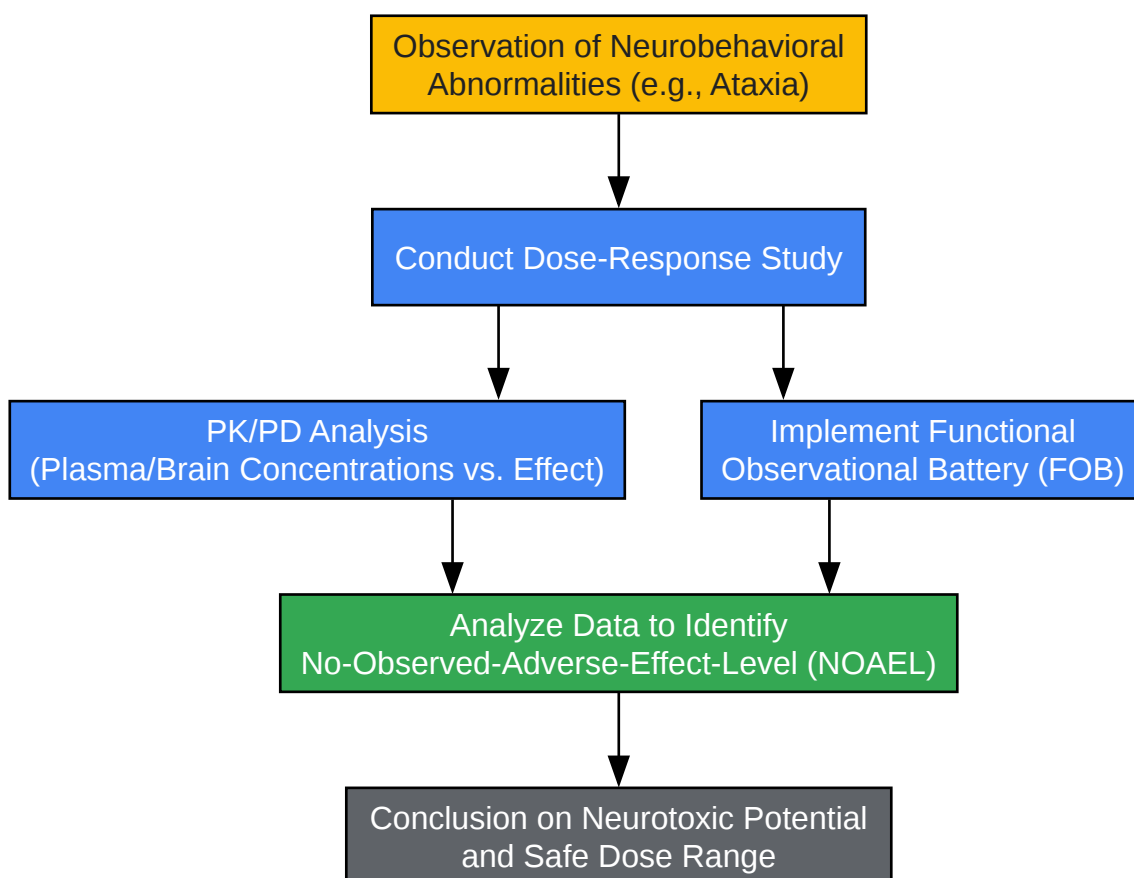 Observation of Neurobehavioral
Abnormalities (e.g., Ataxia)
Conduct Dose-Response Study
PK/PD Analysis
(Plasma/Brain Concentrations vs. Effect)
Implement Functional
Observational Battery (FOB)
Analyze Data to Identify
No-Observed-Adverse-Effect-Level (NOAEL)
Conclusion on Neurotoxic Potential
and Safe Dose Range